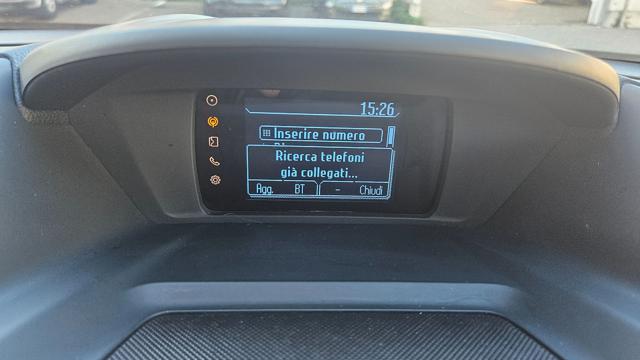 15:26
Inserire numero
Ricerca telefoni
già collegati...
Agg. BT - Chiudi